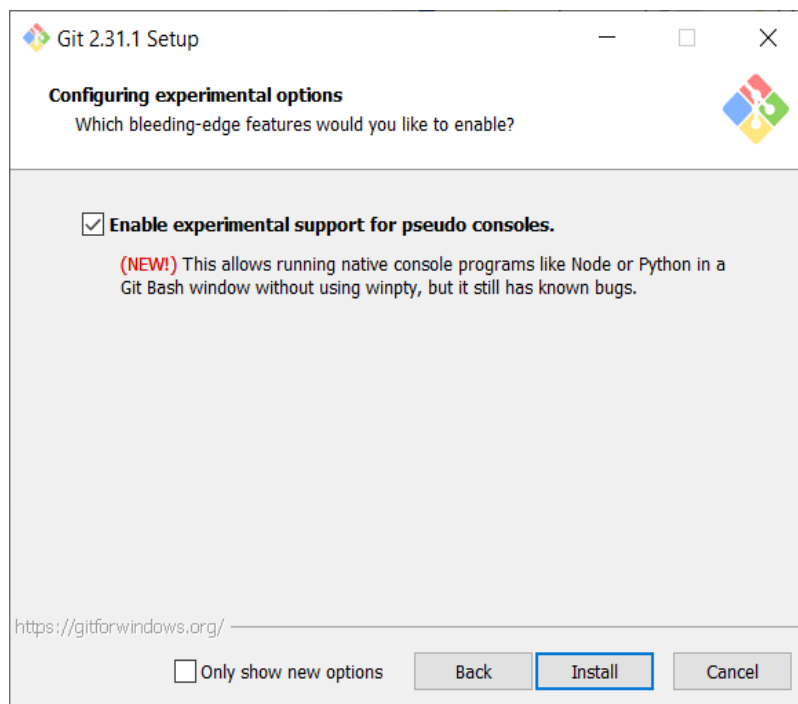 Git 2.31.1 Setup
Configuring experimental options
Which bleeding-edge features would you like to enable?
Enable experimental support for pseudo consoles.
(NEW!) This allows running native console programs like Node or Python in a
Git Bash window without using winpty, but it still has known bugs.
https://gitforwindows.org/
Only show new options
Back
Install
Cancel